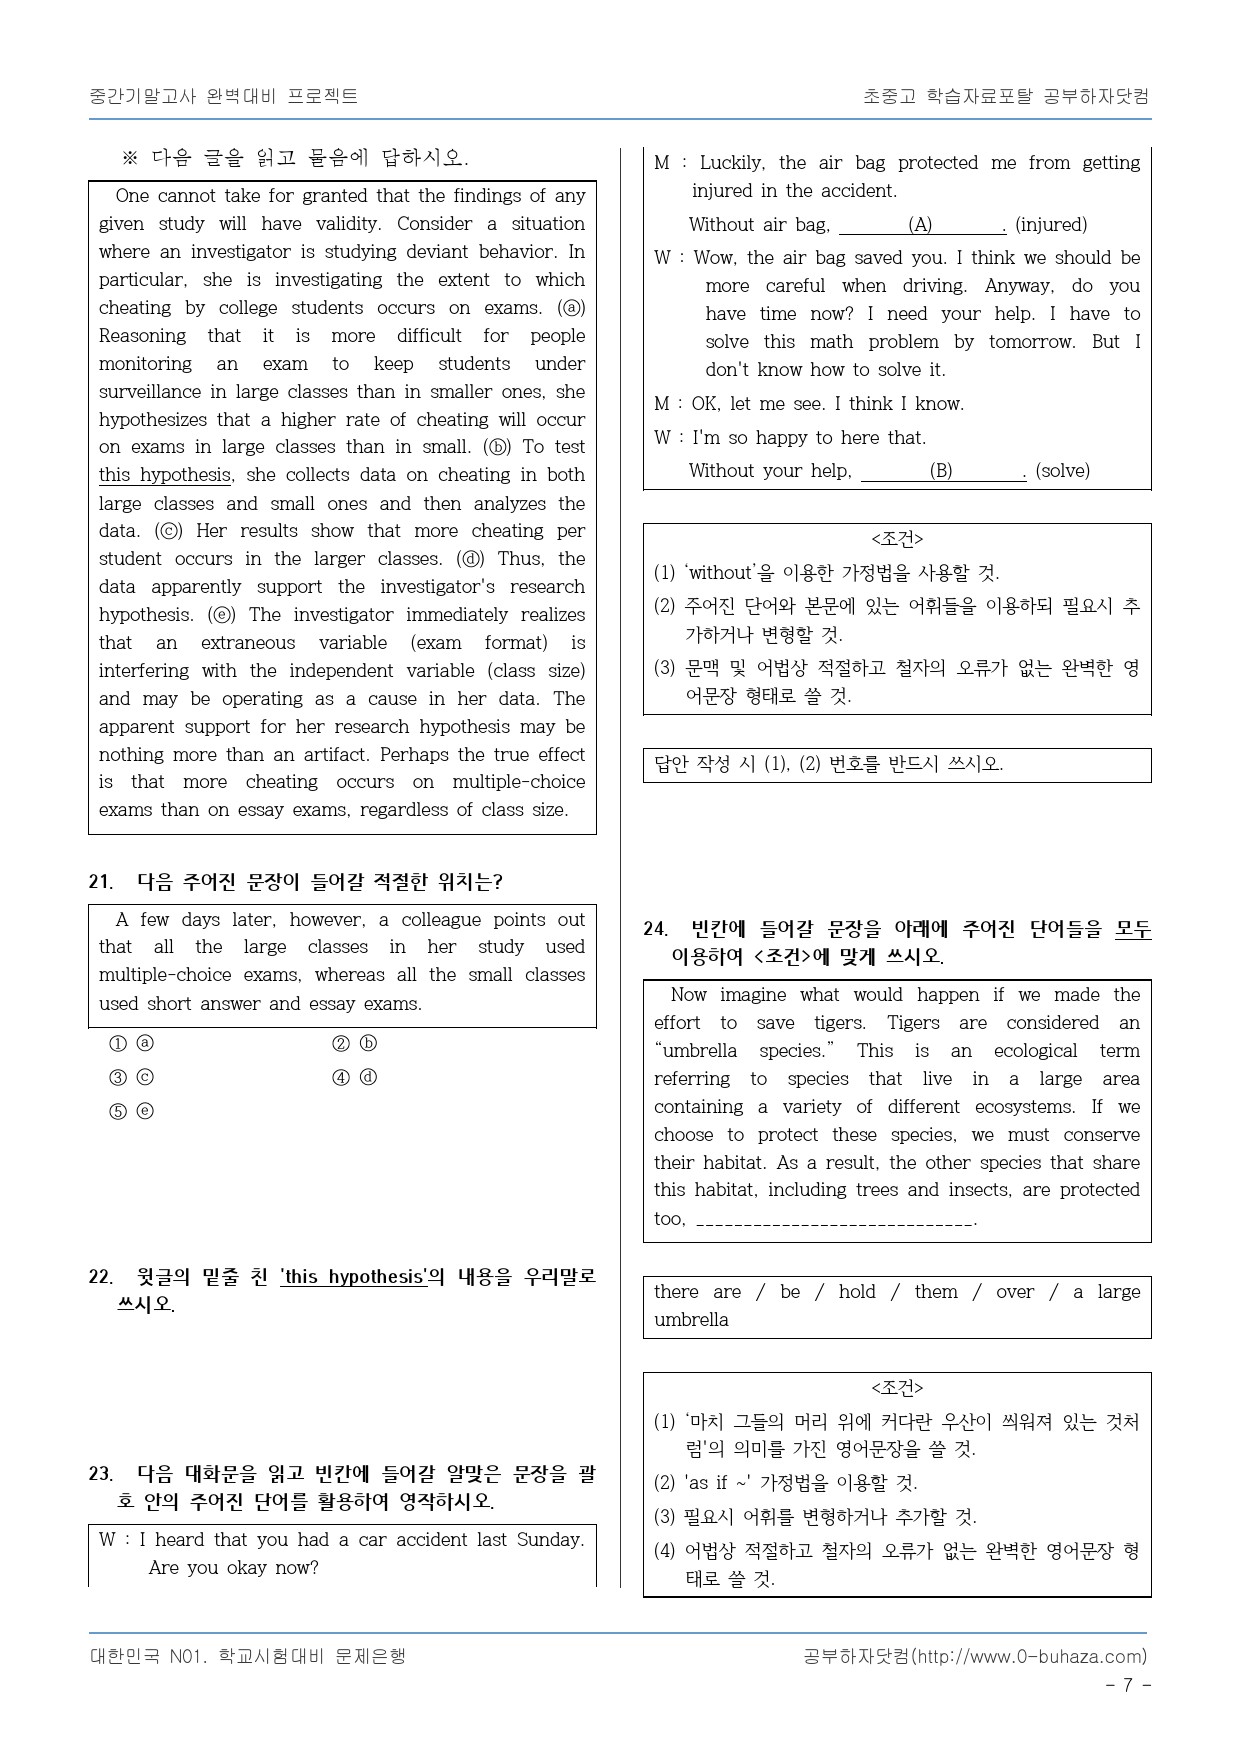 중간기말고사 완벽대비 프로젝트
초중고 학습자료포탈 공부하자닷컴
※ 다음 글을 읽고 물음에 답하시오.
One cannot take for granted that the findings of any
given study will have validity. Consider a situation
where an investigator is studying deviant behavior. In
particular, she is investigating the extent to which
cheating by college students occurs on exams. (ⓐ)
Reasoning that it is more difficult for people
monitoring an exam to keep students under
surveillance in large classes than in smaller ones, she
hypothesizes that a higher rate of cheating will occur
on exams in large classes than in small. (ⓑ) To test
this hypothesis, she collects data on cheating in both
large classes and small ones and then analyzes the
data. (ⓒ) Her results show that more cheating per
student occurs in the larger classes. (ⓓ) Thus, the
data apparently support the investigator's research
hypothesis. (ⓔ) The investigator immediately realizes
that an extraneous variable (exam format) is
interfering with the independent variable (class size)
and may be operating as a cause in her data. The
apparent support for her research hypothesis may be
nothing more than an artifact. Perhaps the true effect
is that more cheating occurs on multiple-choice
exams than on essay exams, regardless of class size.
21. 다음 주어진 문장이 들어갈 적절한 위치는?
A few days later, however, a colleague points out
that all the large classes in her study used
multiple-choice exams, whereas all the small classes
used short answer and essay exams.
① ⓐ ② ⓑ
③ ⓒ ④ ⓓ
⑤ ⓔ
22. 윗글의 밑줄 친 'this hypothesis'의 내용을 우리말로
쓰시오.
23. 다음 대화문을 읽고 빈칸에 들어갈 알맞은 문장을 괄
호 안의 주어진 단어를 활용하여 영작하시오.
W : I heard that you had a car accident last Sunday.
Are you okay now?
M : Luckily, the air bag protected me from getting
injured in the accident.
Without air bag, ______(A)______. (injured)
W : Wow, the air bag saved you. I think we should be
more careful when driving. Anyway, do you
have time now? I need your help. I have to
solve this math problem by tomorrow. But I
don't know how to solve it.
M : OK, let me see. I think I know.
W : I'm so happy to here that.
Without your help, ______(B)______. (solve)
<조건>
(1) ‘without’을 이용한 가정법을 사용할 것.
(2) 주어진 단어와 본문에 있는 어휘들을 이용하되 필요시 추
가하거나 변형할 것.
(3) 문맥 및 어법상 적절하고 철자의 오류가 없는 완벽한 영
어문장 형태로 쓸 것.
답안 작성 시 (1), (2) 번호를 반드시 쓰시오.
24. 빈칸에 들어갈 문장을 아래에 주어진 단어들을 모두
이용하여 <조건>에 맞게 쓰시오.
Now imagine what would happen if we made the
effort to save tigers. Tigers are considered an
“umbrella species.” This is an ecological term
referring to species that live in a large area
containing a variety of different ecosystems. If we
choose to protect these species, we must conserve
their habitat. As a result, the other species that share
this habitat, including trees and insects, are protected
too, _____________________________.
there are / be / hold / them / over / a large
umbrella
<조건>
(1) ‘마치 그들의 머리 위에 커다란 우산이 씌워져 있는 것처
럼'의 의미를 가진 영어문장을 쓸 것.
(2) 'as if ~' 가정법을 이용할 것.
(3) 필요시 어휘를 변형하거나 추가할 것.
(4) 어법상 적절하고 철자의 오류가 없는 완벽한 영어문장 형
태로 쓸 것.
대한민국 N01. 학교시험대비 문제은행
공부하자닷컴(http://www.0-buhaza.com)
- 7 -